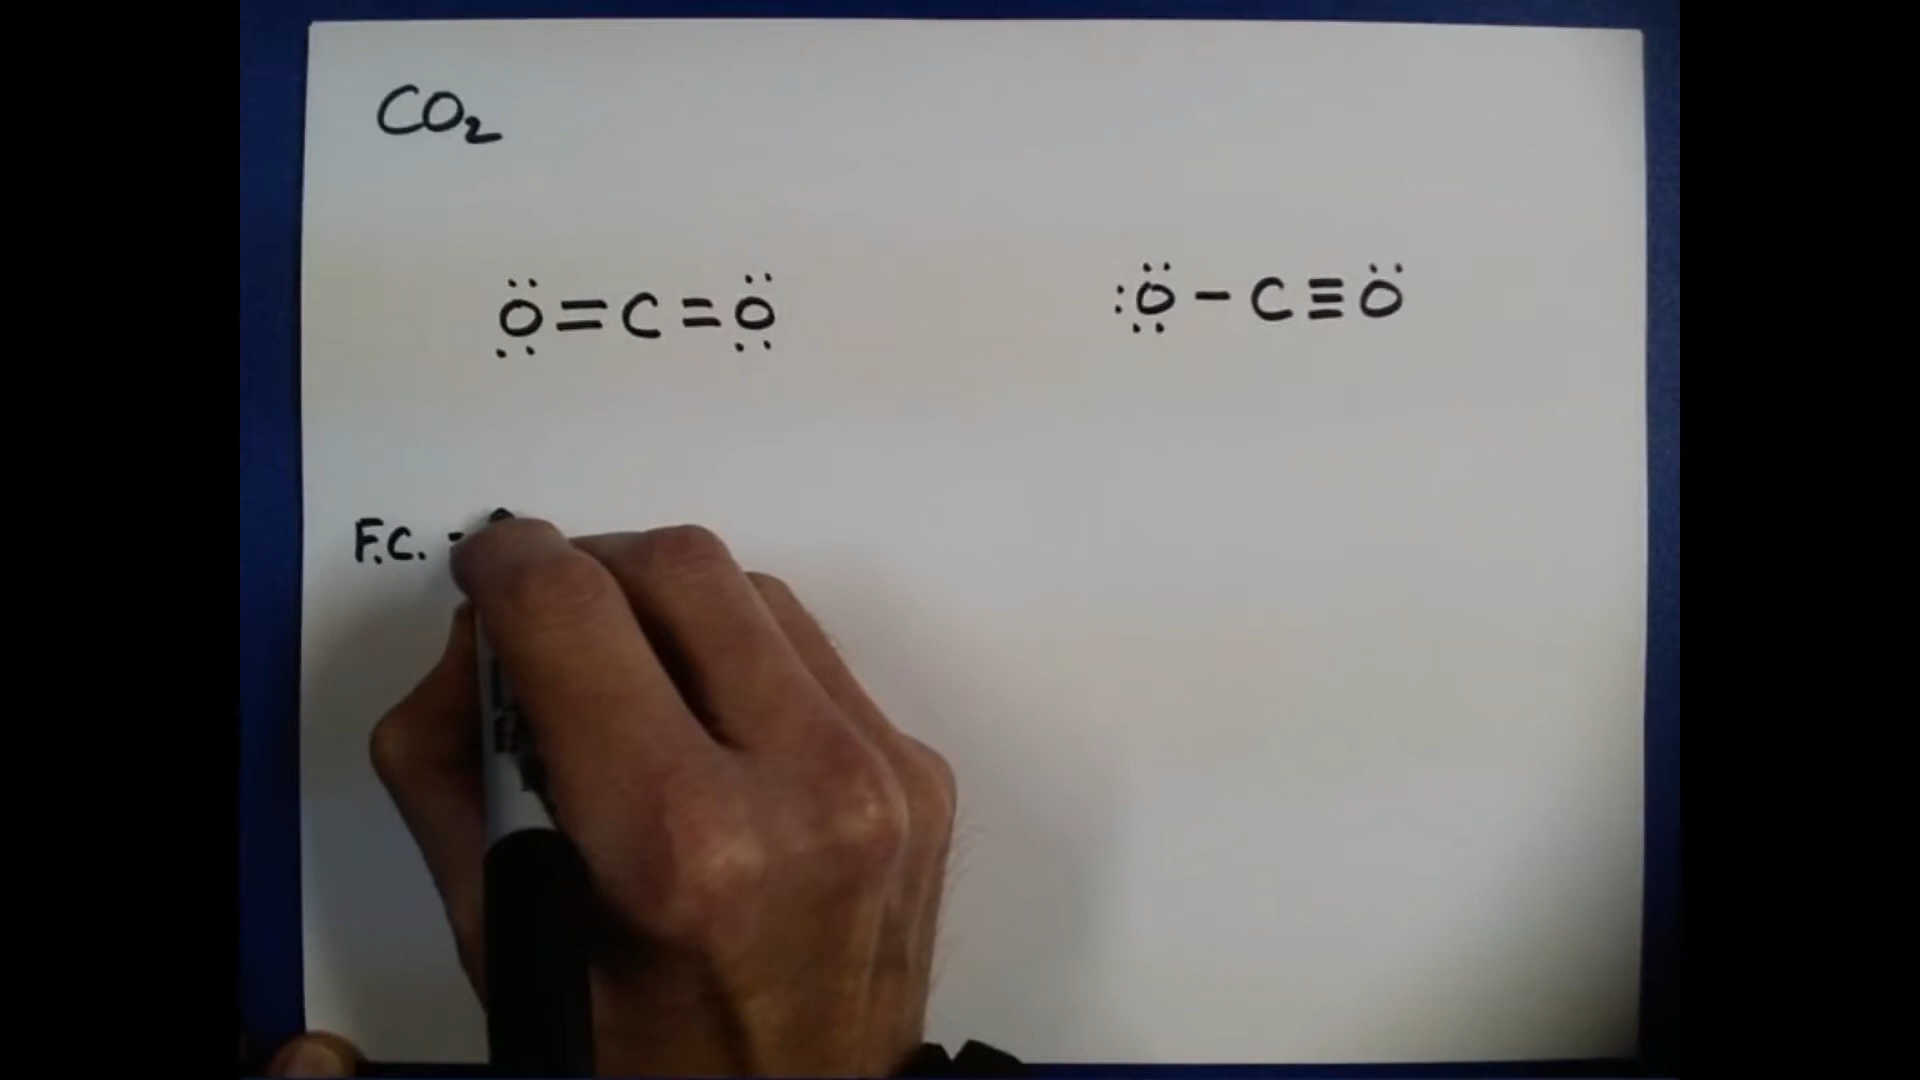 CO₂
Ö=C=Ö :Ö-C≡Ö
F.C. =